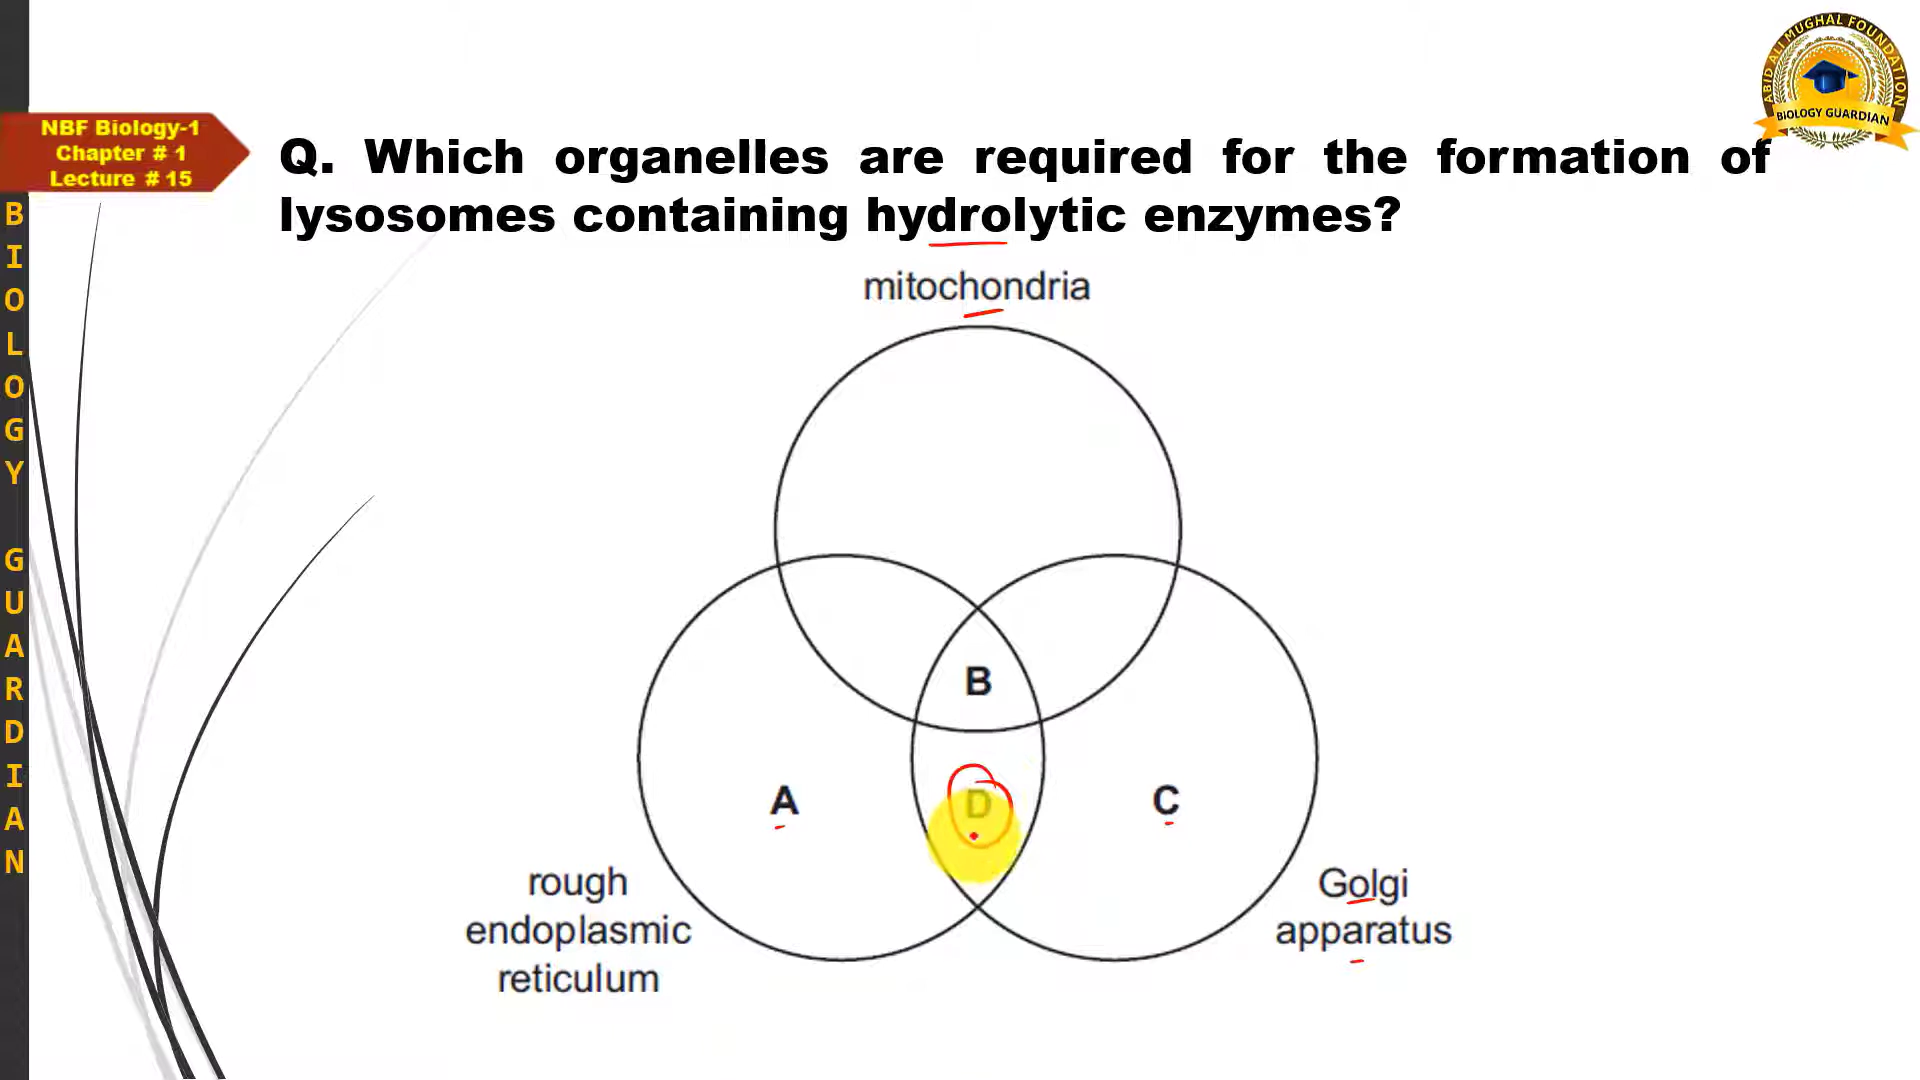 ABID ALI MUGHAL FOUNDATION
BIOLOGY GUARDIAN
NBF Biology-1
Chapter # 1
Lecture # 15
Q. Which organelles are required for the formation of
lysosomes containing hydrolytic enzymes?
BIOLOGY GUARDIAN
mitochondria
B
A
D
C
rough
endoplasmic
reticulum
Golgi
apparatus